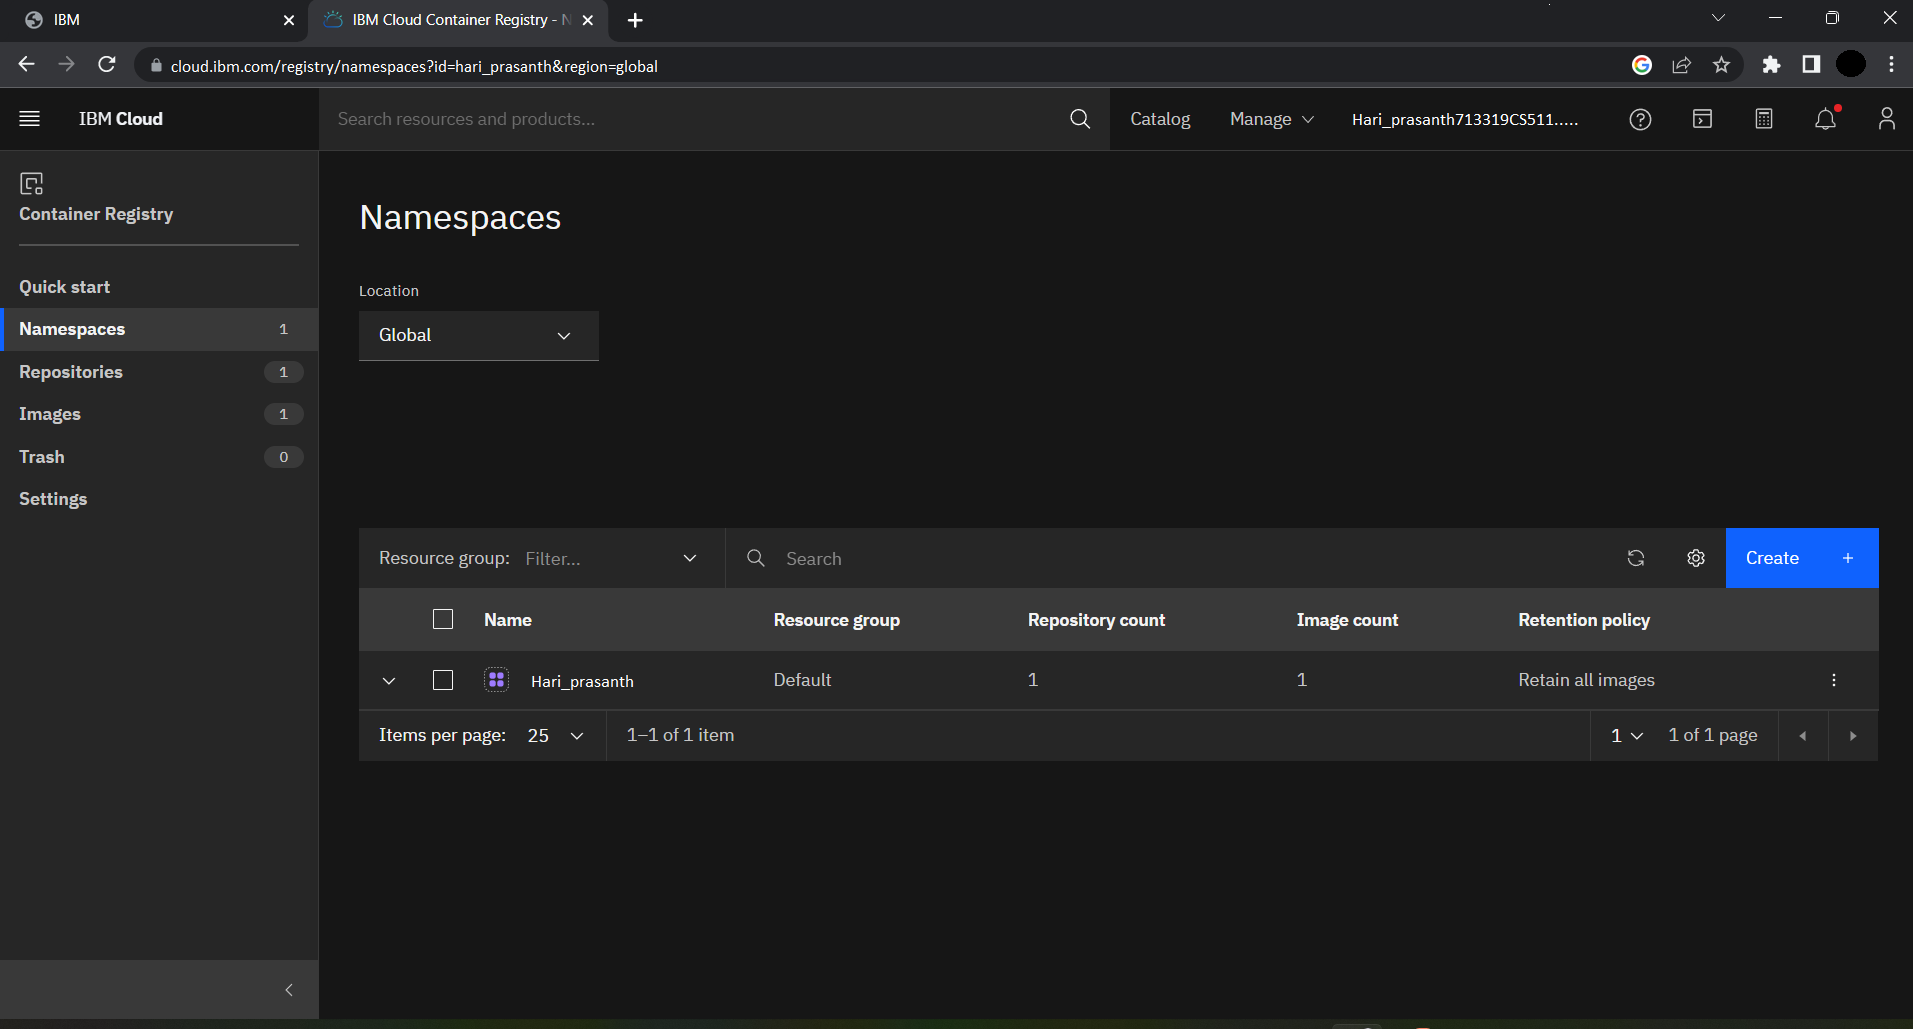 IBM
IBM Cloud Container Registry - N
cloud.ibm.com/registry/namespaces?id=hari_prasanth&region=global
IBM Cloud
Search resources and products...
Catalog
Manage
Hari_prasanth713319CS511.....
Container Registry
Quick start
Namespaces 1
Repositories 1
Images 1
Trash 0
Settings
Namespaces
Location
Global
Resource group: Filter...
Search
Create +
Name Resource group Repository count Image count Retention policy
Hari_prasanth Default 1 1 Retain all images
Items per page: 25 1–1 of 1 item 1 1 of 1 page